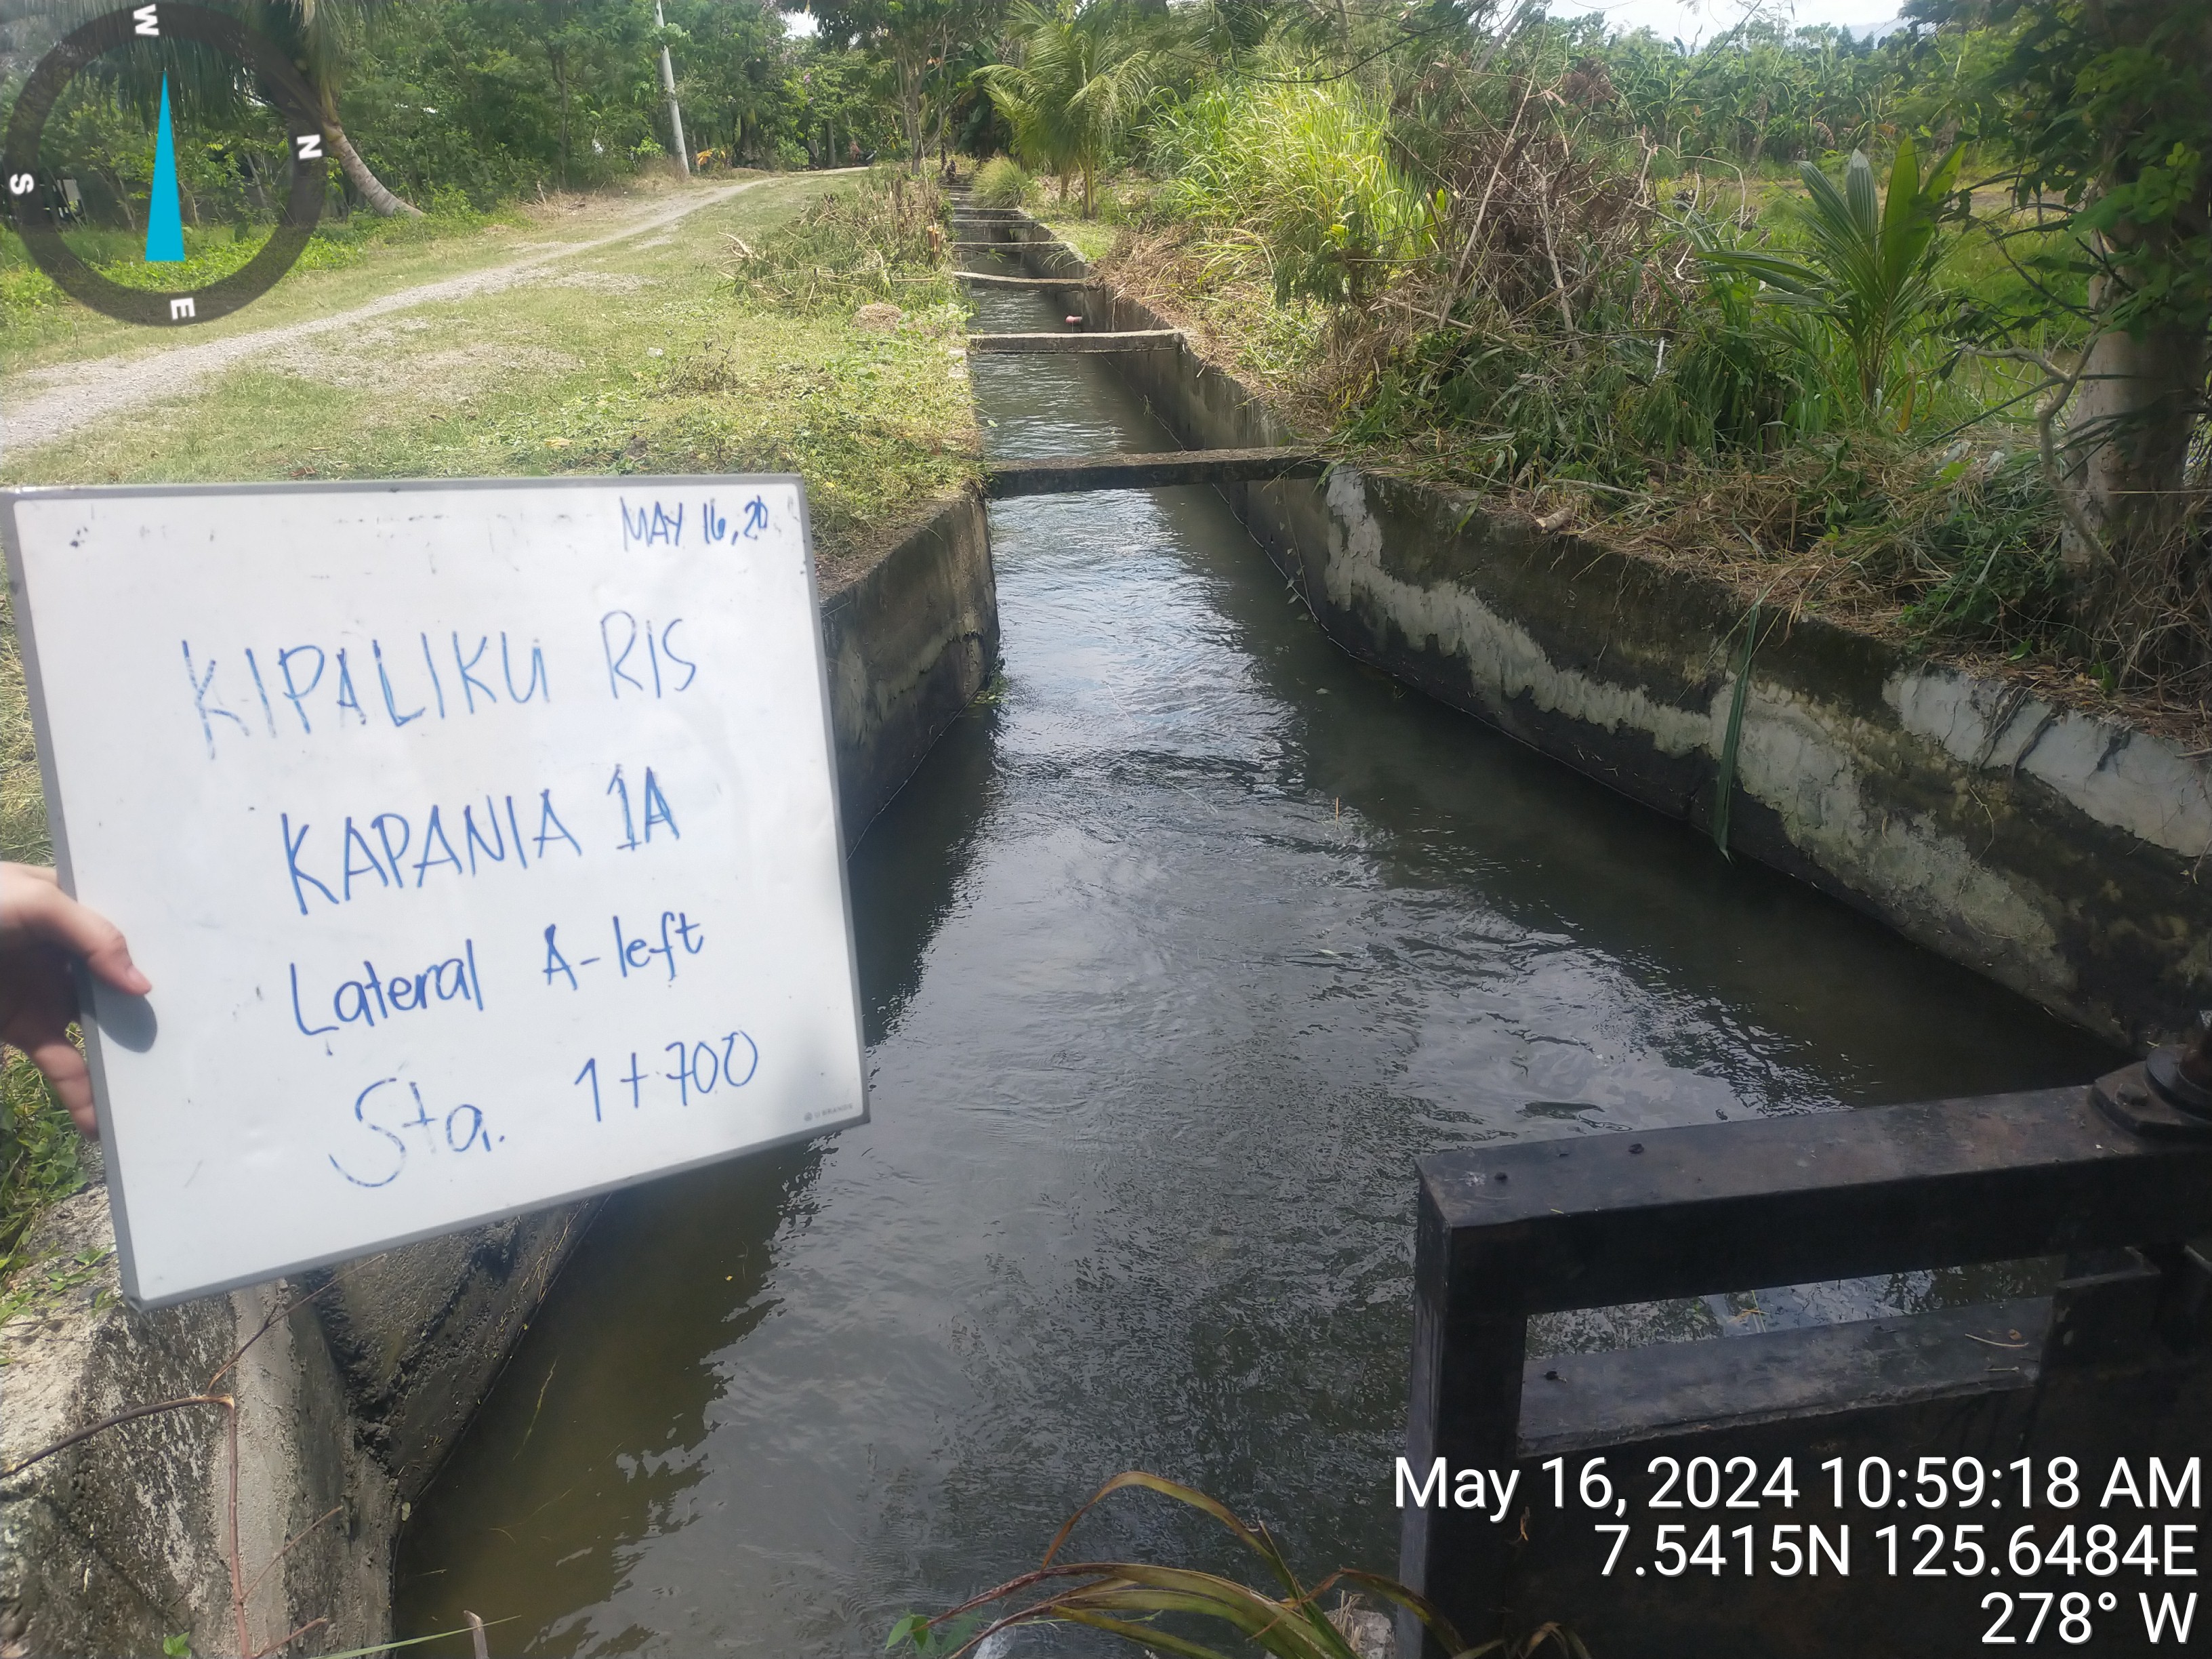 W
N
S
E
MAY 16, 20
KIPALIKU RIS
KAPANIA 1A
Lateral A-left
Sta. 1+700
U BRANDS
May 16, 2024 10:59:18 AM
7.5415N 125.6484E
278° W